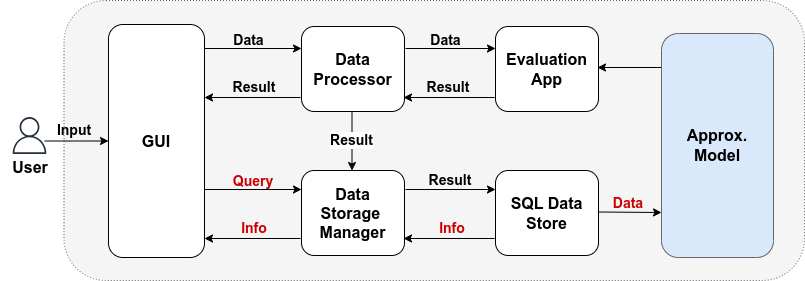 Data
Data
Data
Processor
Evaluation
App
Result
Result
Input
GUI
User
Result
Approx.
Model
Query
Data
Storage
Manager
Result
SQL Data
Store
Data
Info
Info